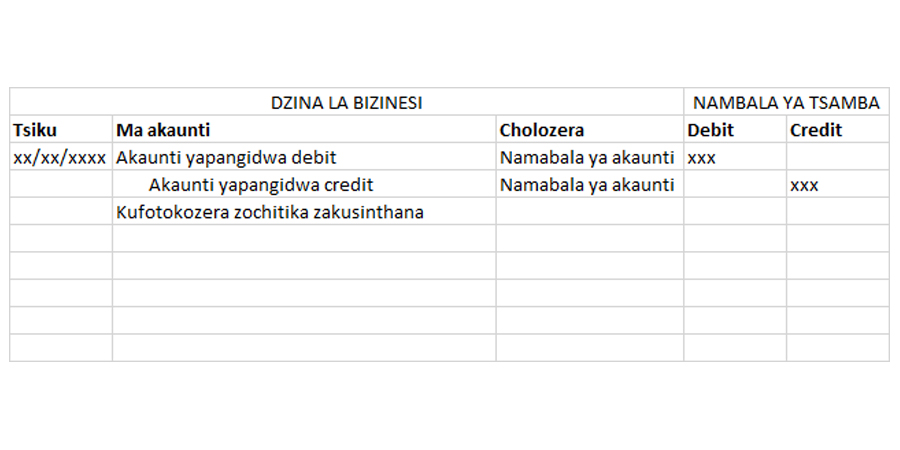 DZINA LA BIZINESI NAMBALA YA TSAMBA
Tsiku Ma akaunti Cholozera Debit Credit
xx/xx/xxxx Akaunti yapangidwa debit Namabala ya akaunti xxx
Akaunti yapangidwa credit Namabala ya akaunti xxx
Kufotokozera zochitika zakusinthana